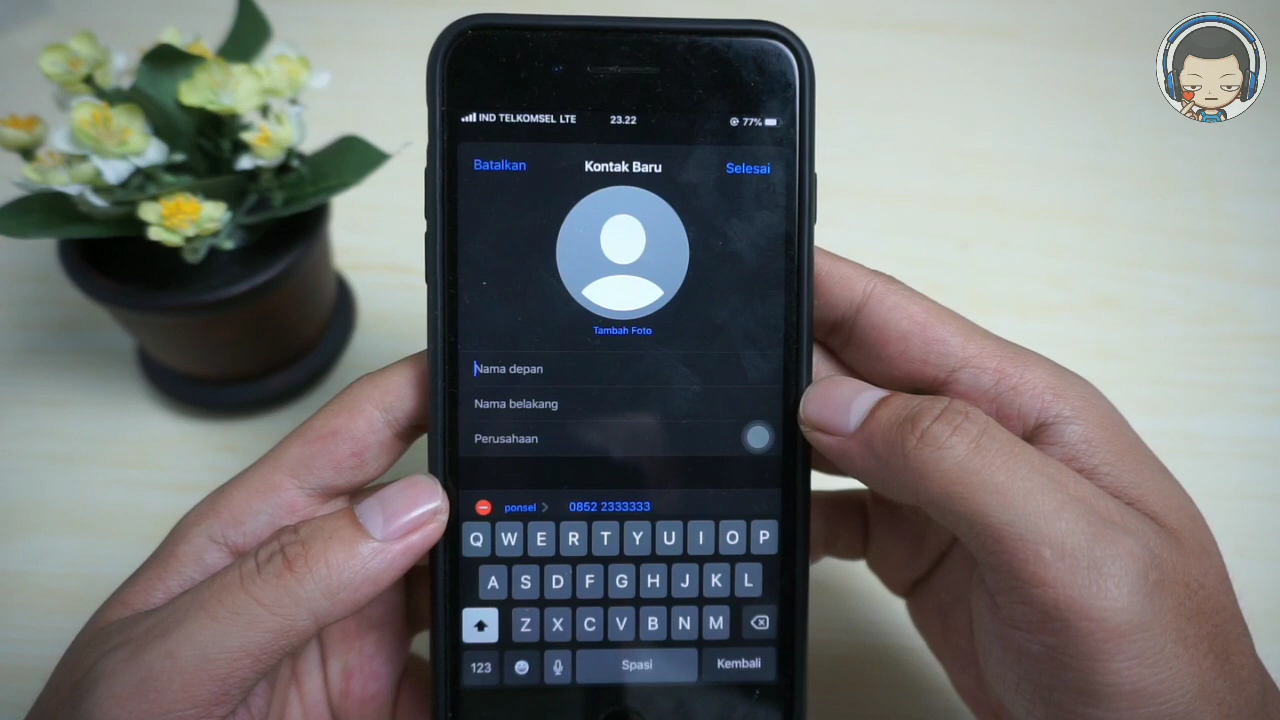 IND TELKOMSEL LTE 23.22 77%
Batalkan Kontak Baru Selesai
Tambah Foto
Nama depan
Nama belakang
Perusahaan
ponsel 0852 2333333
Q W E R T Y U I O P
A S D F G H J K L
Z X C V B N M
123 Spasi Kembali